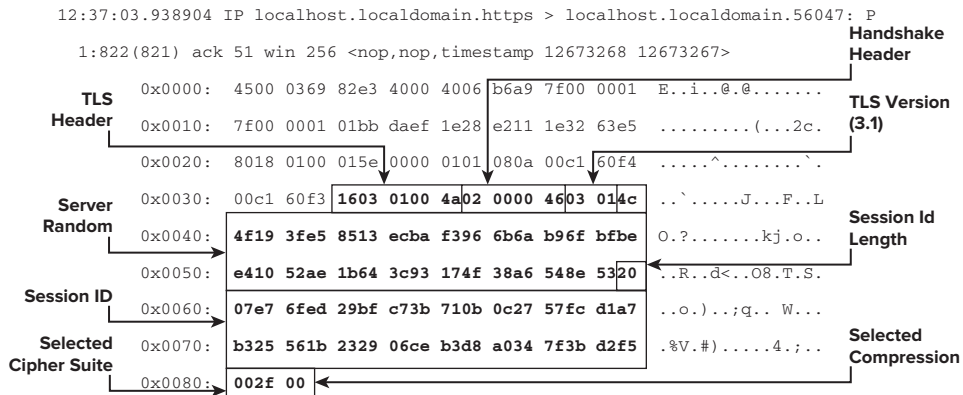 12:37:03.938904 IP localhost.localdomain.https > localhost.localdomain.56047: P
1:822(821) ack 51 win 256 <nop,nop,timestamp 12673268 12673267>
Handshake
Header
0x0000: 4500 0369 82e3 4000 4006 b6a9 7f00 0001 E..i..@.@.......
TLS
Header
TLS Version
(3.1)
0x0010: 7f00 0001 01bb daef 1e28 e211 1e32 63e5 .........(...2c.
0x0020: 8018 0100 015e 0000 0101 080a 00c1 60f4 .....^........`.
0x0030: 00c1 60f3 1603 0100 4a02 0000 4603 014c ..`.....J...F..L
Server
Random
0x0040: 4f19 3fe5 8513 ecba f396 6b6a b96f bfbe O.?.......kj.o..
Session Id
Length
0x0050: e410 52ae 1b64 3c93 174f 38a6 548e 5320 ..R..d<..O8.T.S.
Session ID
0x0060: 07e7 6fed 29bf c73b 710b 0c27 57fc d1a7 ..o.)..;q.. W...
0x0070: b325 561b 2329 06ce b3d8 a034 7f3b d2f5 .%V.#).....4.;..
Selected
Cipher Suite
Selected
Compression
0x0080: 002f 00